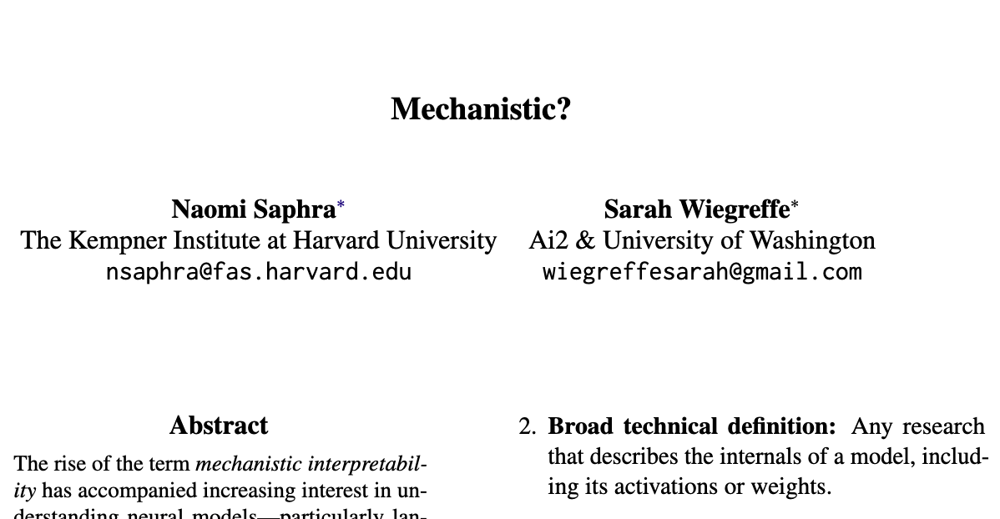 Mechanistic?
Naomi Saphra*
The Kempner Institute at Harvard University
nsaphra@fas.harvard.edu
Sarah Wiegreffe*
Ai2 & University of Washington
wiegreffesarah@gmail.com
Abstract
The rise of the term mechanistic interpretabil-
ity has accompanied increasing interest in un-
derstanding neural models—particularly lan-
2. Broad technical definition: Any research
that describes the internals of a model, includ-
ing its activations or weights.